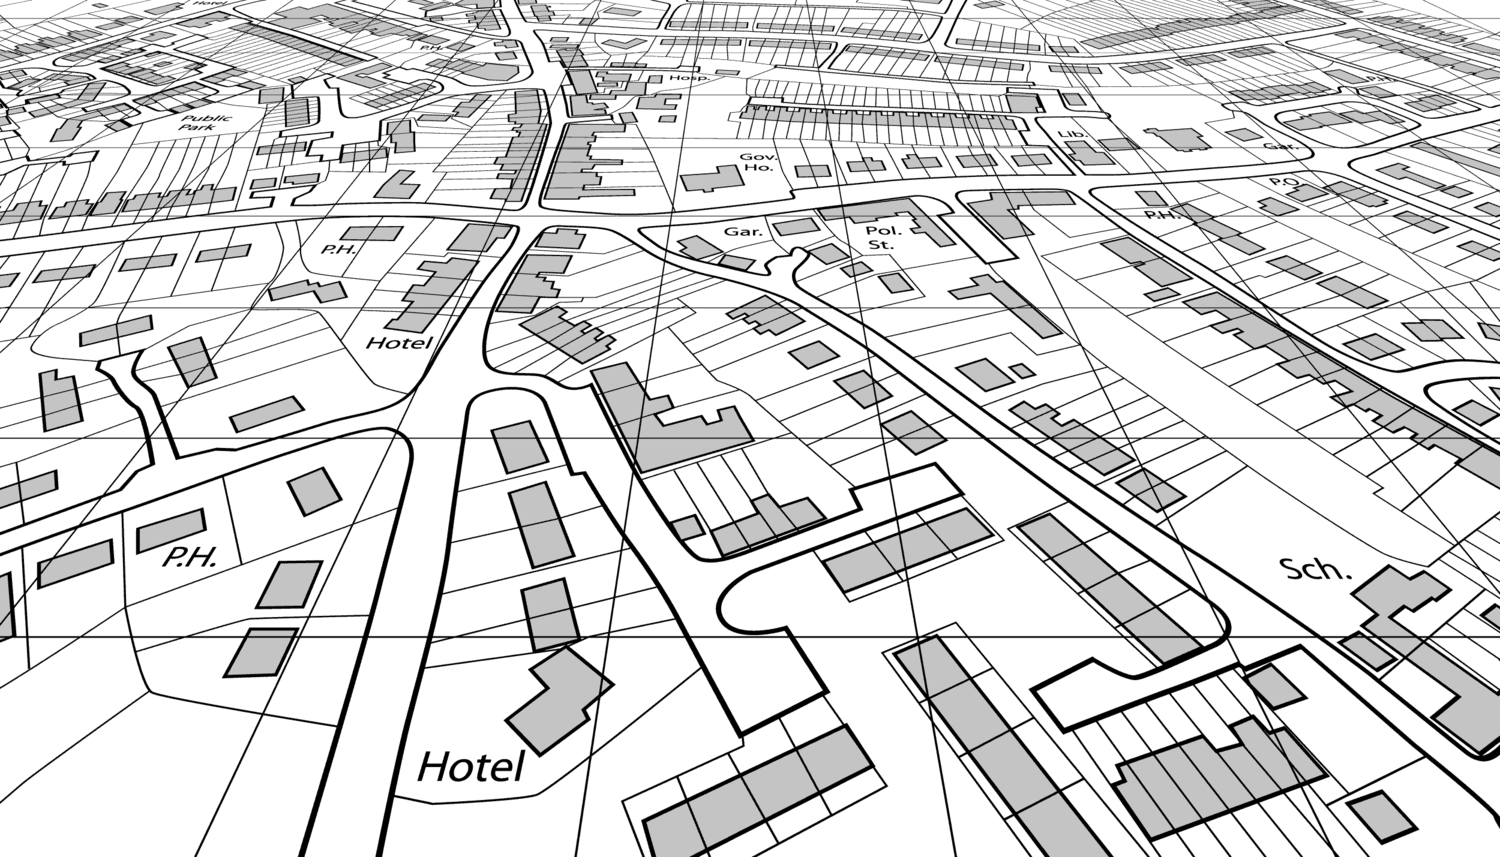 Hotel
P.H.
Hosp.
P.H.
Public
Park
Lib.
Gar.
Gov.
Ho.
P.O.
P.H.
Gar.
Pol.
St.
P.H.
Hotel
P.H.
Sch.
Hotel